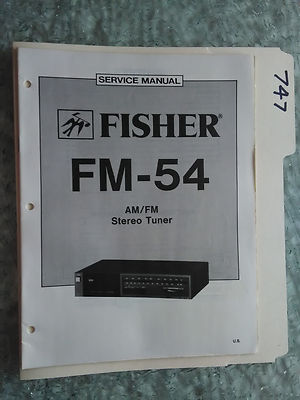 SERVICE MANUAL
FISHER®
FM-54
AM/FM
Stereo Tuner
U.S.
747